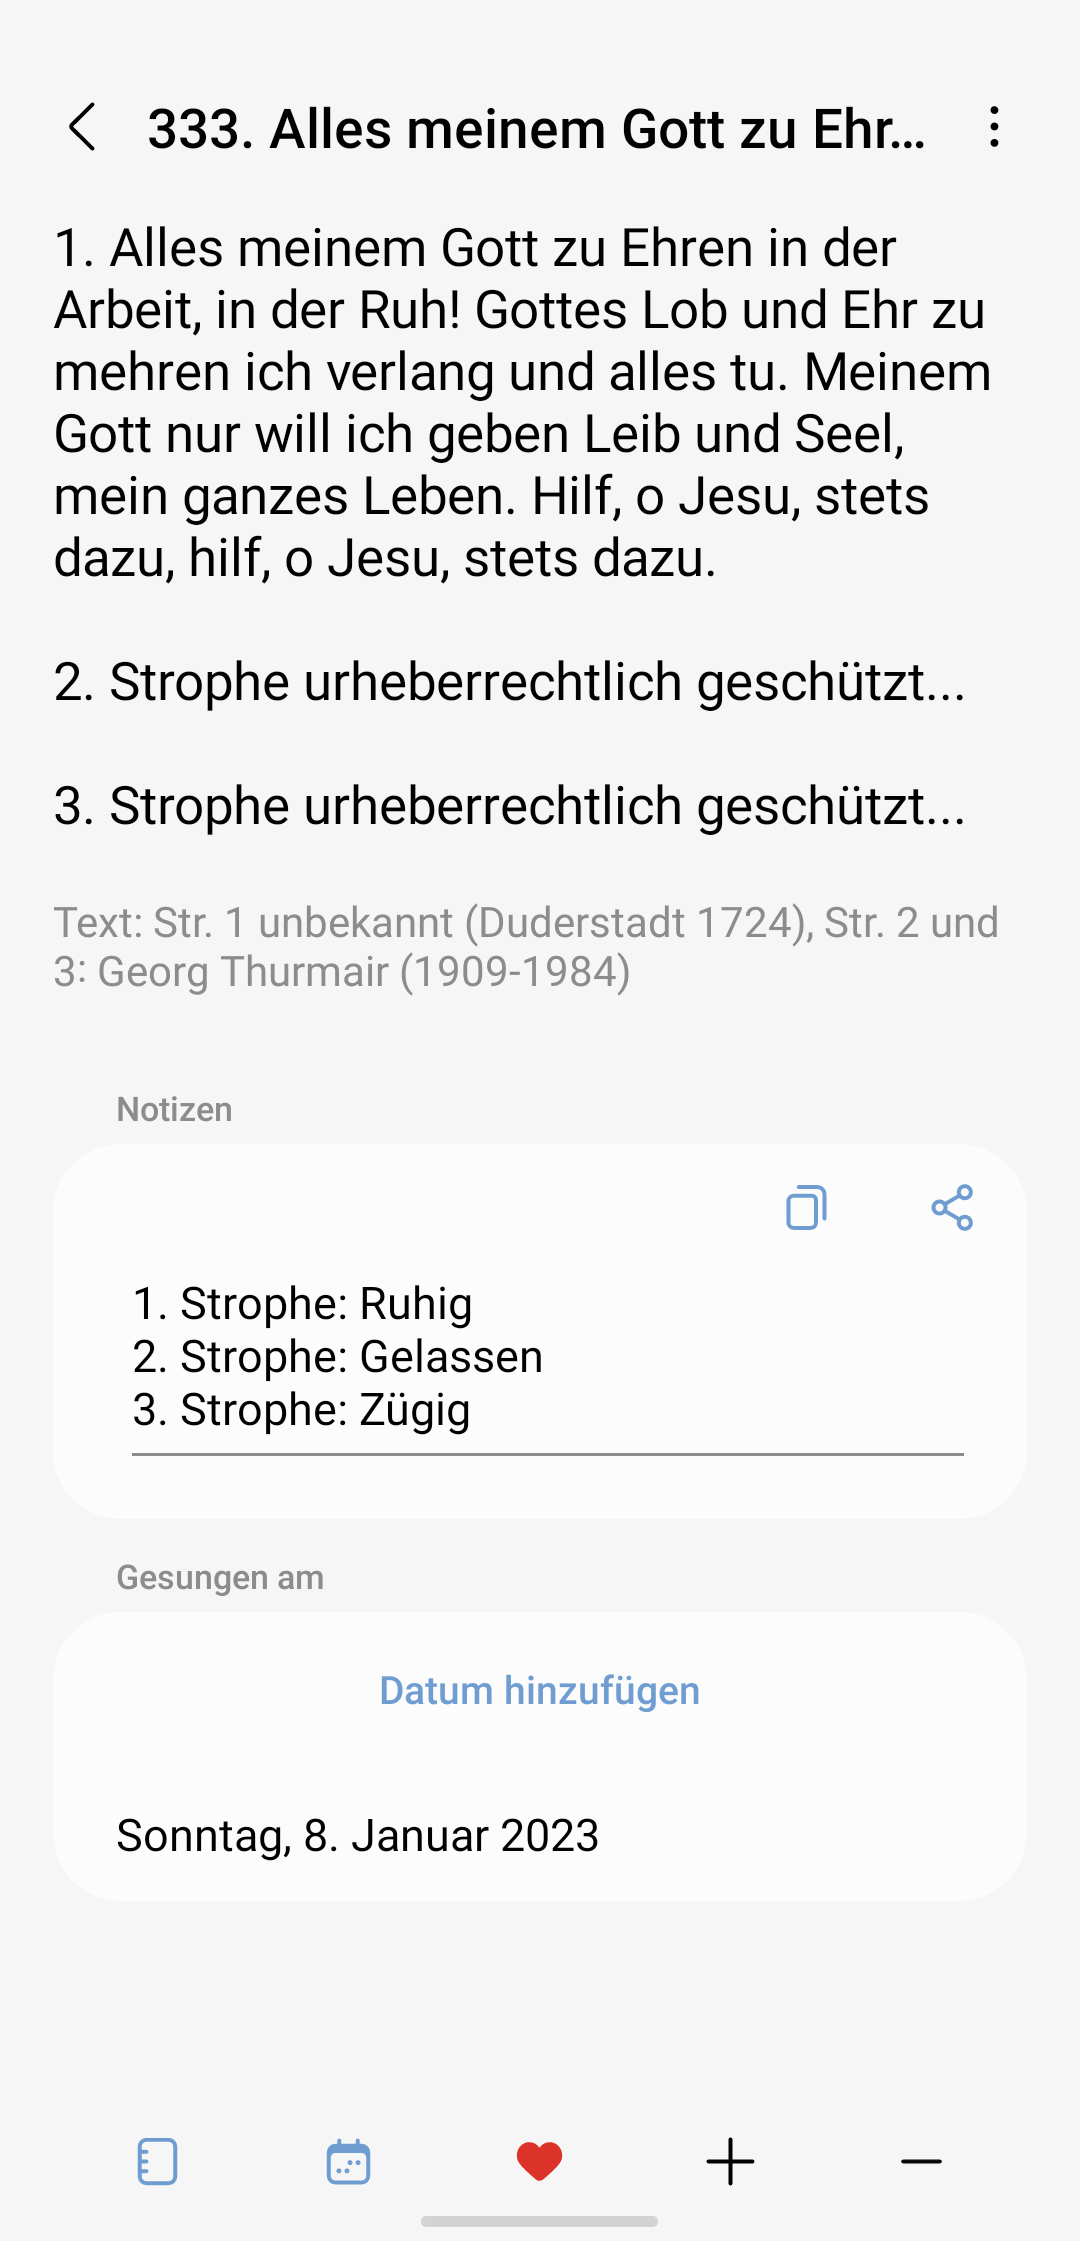 333. Alles meinem Gott zu Ehr...
1. Alles meinem Gott zu Ehren in der
Arbeit, in der Ruh! Gottes Lob und Ehr zu
mehren ich verlang und alles tu. Meinem
Gott nur will ich geben Leib und Seel,
mein ganzes Leben. Hilf, o Jesu, stets
dazu, hilf, o Jesu, stets dazu.
2. Strophe urheberrechtlich geschützt...
3. Strophe urheberrechtlich geschützt...
Text: Str. 1 unbekannt (Duderstadt 1724), Str. 2 und
3: Georg Thurmair (1909-1984)
Notizen
1. Strophe: Ruhig
2. Strophe: Gelassen
3. Strophe: Zügig
Gesungen am
Datum hinzufügen
Sonntag, 8. Januar 2023